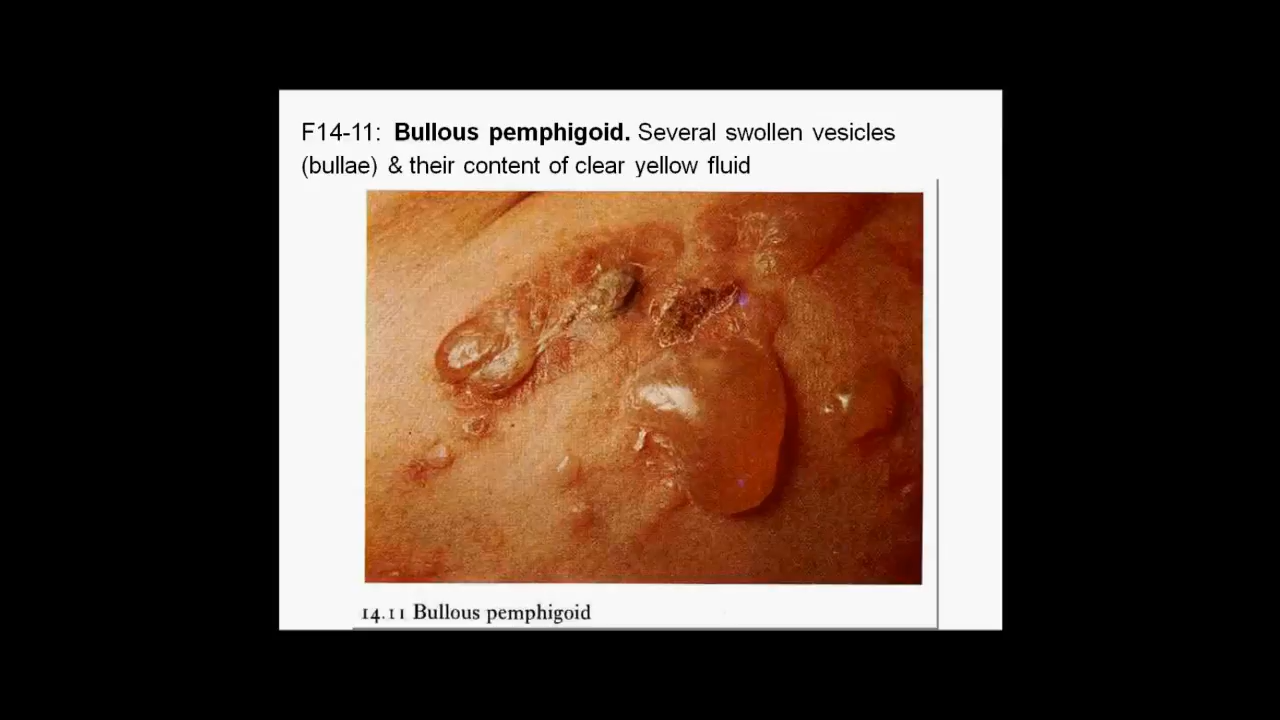 F14-11: Bullous pemphigoid. Several swollen vesicles
(bullae) & their content of clear yellow fluid
14.11 Bullous pemphigoid